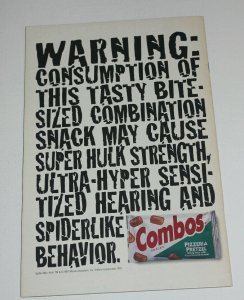 WARNING:
CONSUMPTION OF
THIS TASTY BITE-
SIZED COMBINATION
SNACK MAY CAUSE
SUPER HULK STRENGTH,
ULTRA-HYPER SENSI-
TIZED HEARING AND
SPIDERLIKE
BEHAVIOR.
Combos
PIZZERIA
PRETZEL